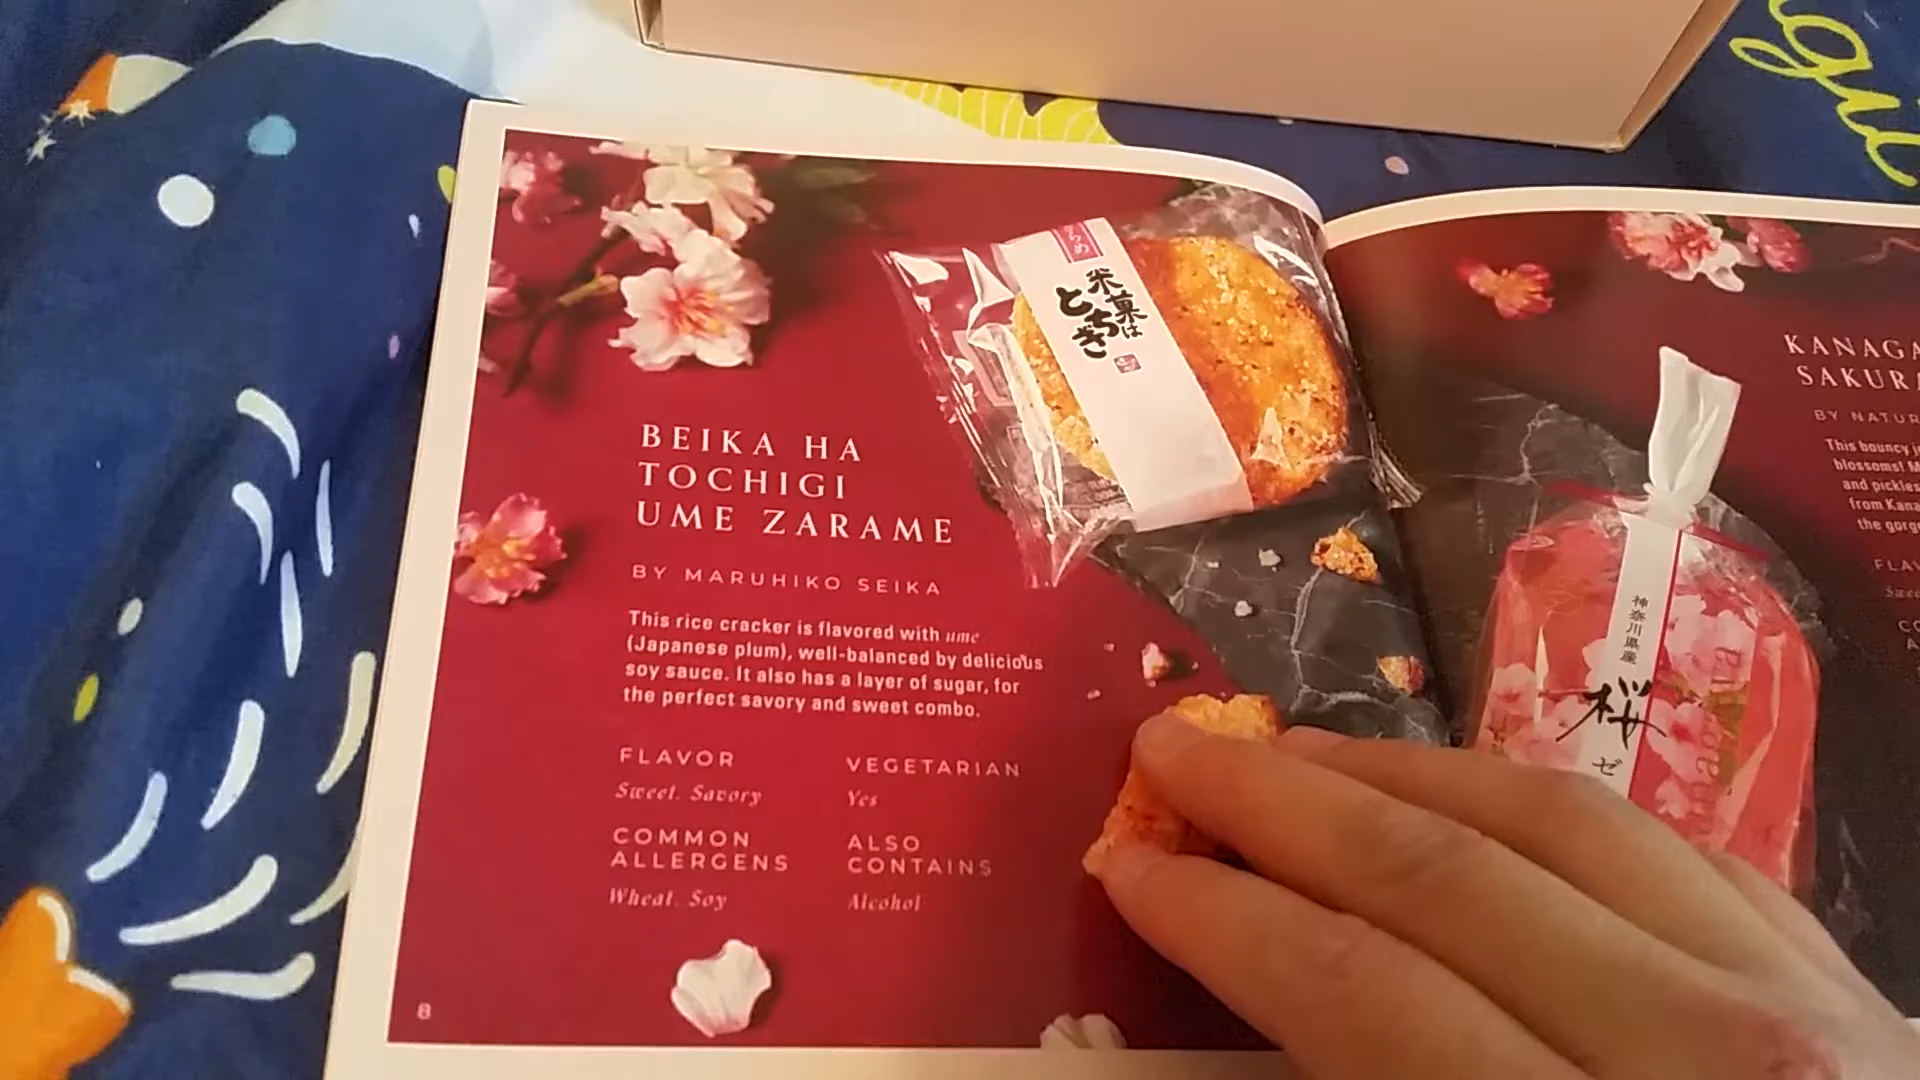 gic
らめ
米菓は
とちぎ
BEIKA HA
TOCHIGI
UME ZARAME
BY MARUHIKO SEIKA
This rice cracker is flavored with ume
(Japanese plum), well-balanced by delicious
soy sauce. It also has a layer of sugar, for
the perfect savory and sweet combo.
FLAVOR
Sweet, Savory
VEGETARIAN
Yes
COMMON
ALLERGENS
Wheat, Soy
ALSO
CONTAINS
Alcohol
8
KANAGA
SAKURA
BY NATUR
This bouncy
blossoms!
and pickles
from Kana
the gorg
FLAV
神奈川県産
桜
ゼ